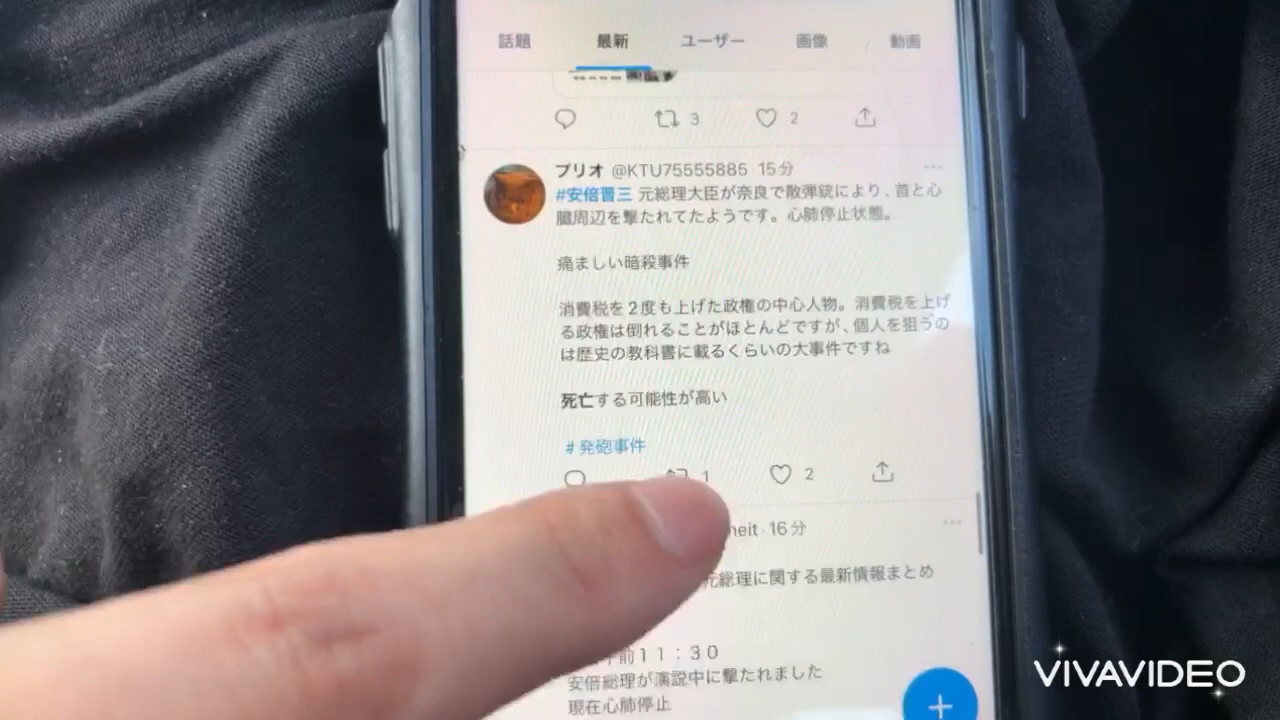 話題 最新 ユーザー 画像 動画
3 2
ブリオ @KTU75555885·15分
#安倍晋三 元総理大臣が奈良で散弾銃により、首と心
臓周辺を撃たれてたようです。心肺停止状態。
痛ましい暗殺事件
消費税を2度も上げた政権の中心人物。消費税を上げ
る政権は倒れることがほとんどですが、個人を狙うの
は歴史の教科書に載るくらいの大事件ですね
死亡する可能性が高い
#発砲事件
1 2
neit·16分
元総理に関する最新情報まとめ
前11:30
安倍総理が演説中に撃たれました
現在心肺停止
VIVAVIDEO